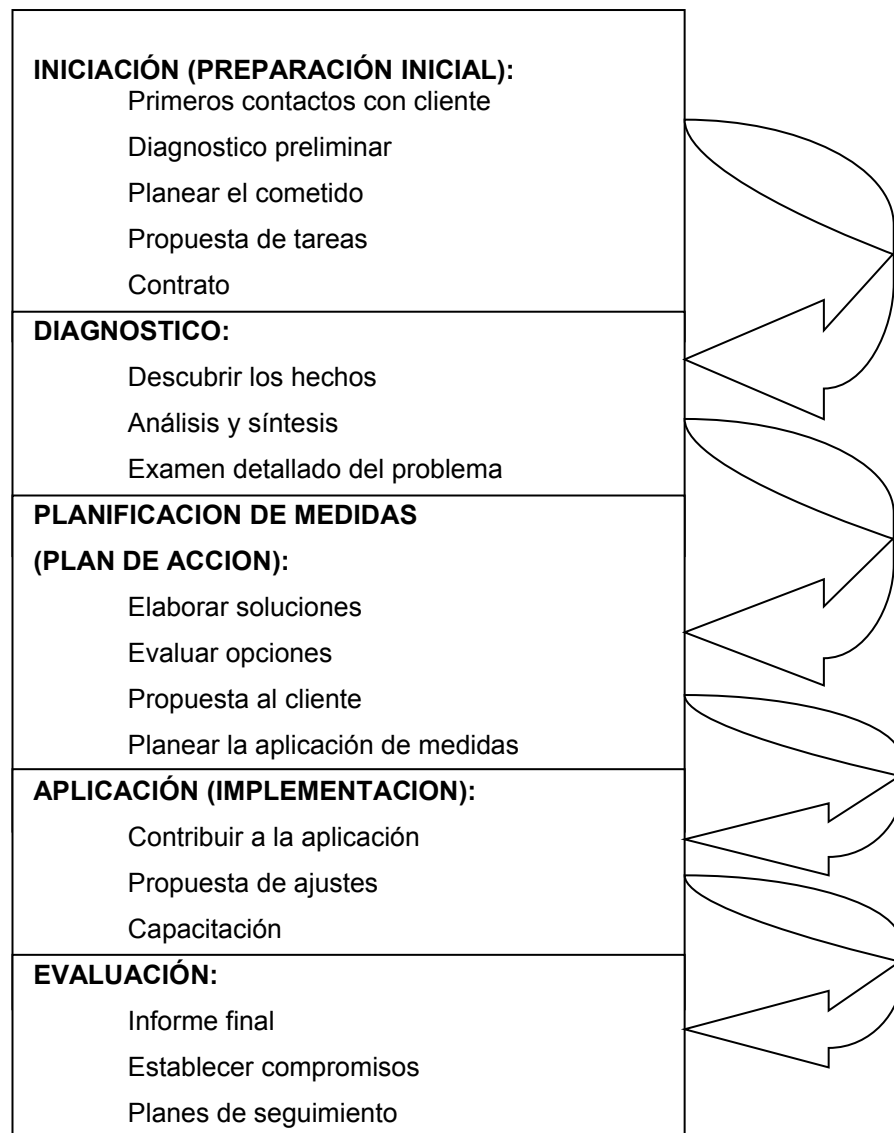 INICIACIÓN (PREPARACIÓN INICIAL):
Primeros contactos con cliente
Diagnostico preliminar
Planear el cometido
Propuesta de tareas
Contrato
DIAGNOSTICO:
Descubrir los hechos
Análisis y síntesis
Examen detallado del problema
PLANIFICACION DE MEDIDAS
(PLAN DE ACCION):
Elaborar soluciones
Evaluar opciones
Propuesta al cliente
Planear la aplicación de medidas
APLICACIÓN (IMPLEMENTACION):
Contribuir a la aplicación
Propuesta de ajustes
Capacitación
EVALUACIÓN:
Informe final
Establecer compromisos
Planes de seguimiento